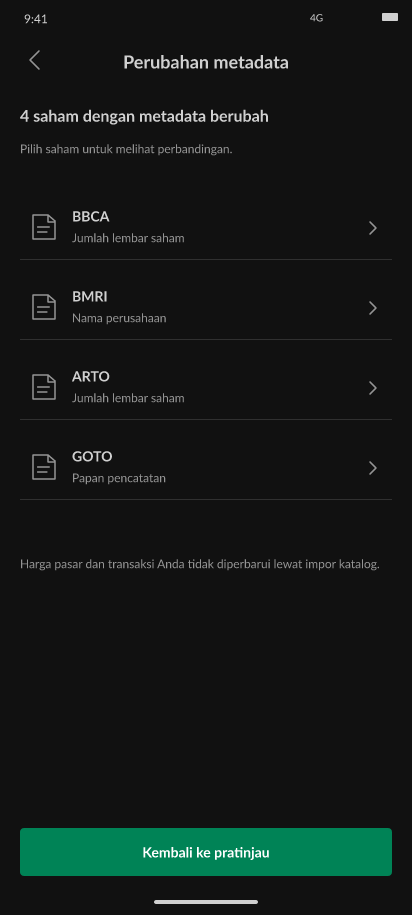 9:41
4G
Perubahan metadata
4 saham dengan metadata berubah
Pilih saham untuk melihat perbandingan.
BBCA
Jumlah lembar saham
BMRI
Nama perusahaan
ARTO
Jumlah lembar saham
GOTO
Papan pencatatan
Harga pasar dan transaksi Anda tidak diperbarui lewat impor katalog.
Kembali ke pratinjau